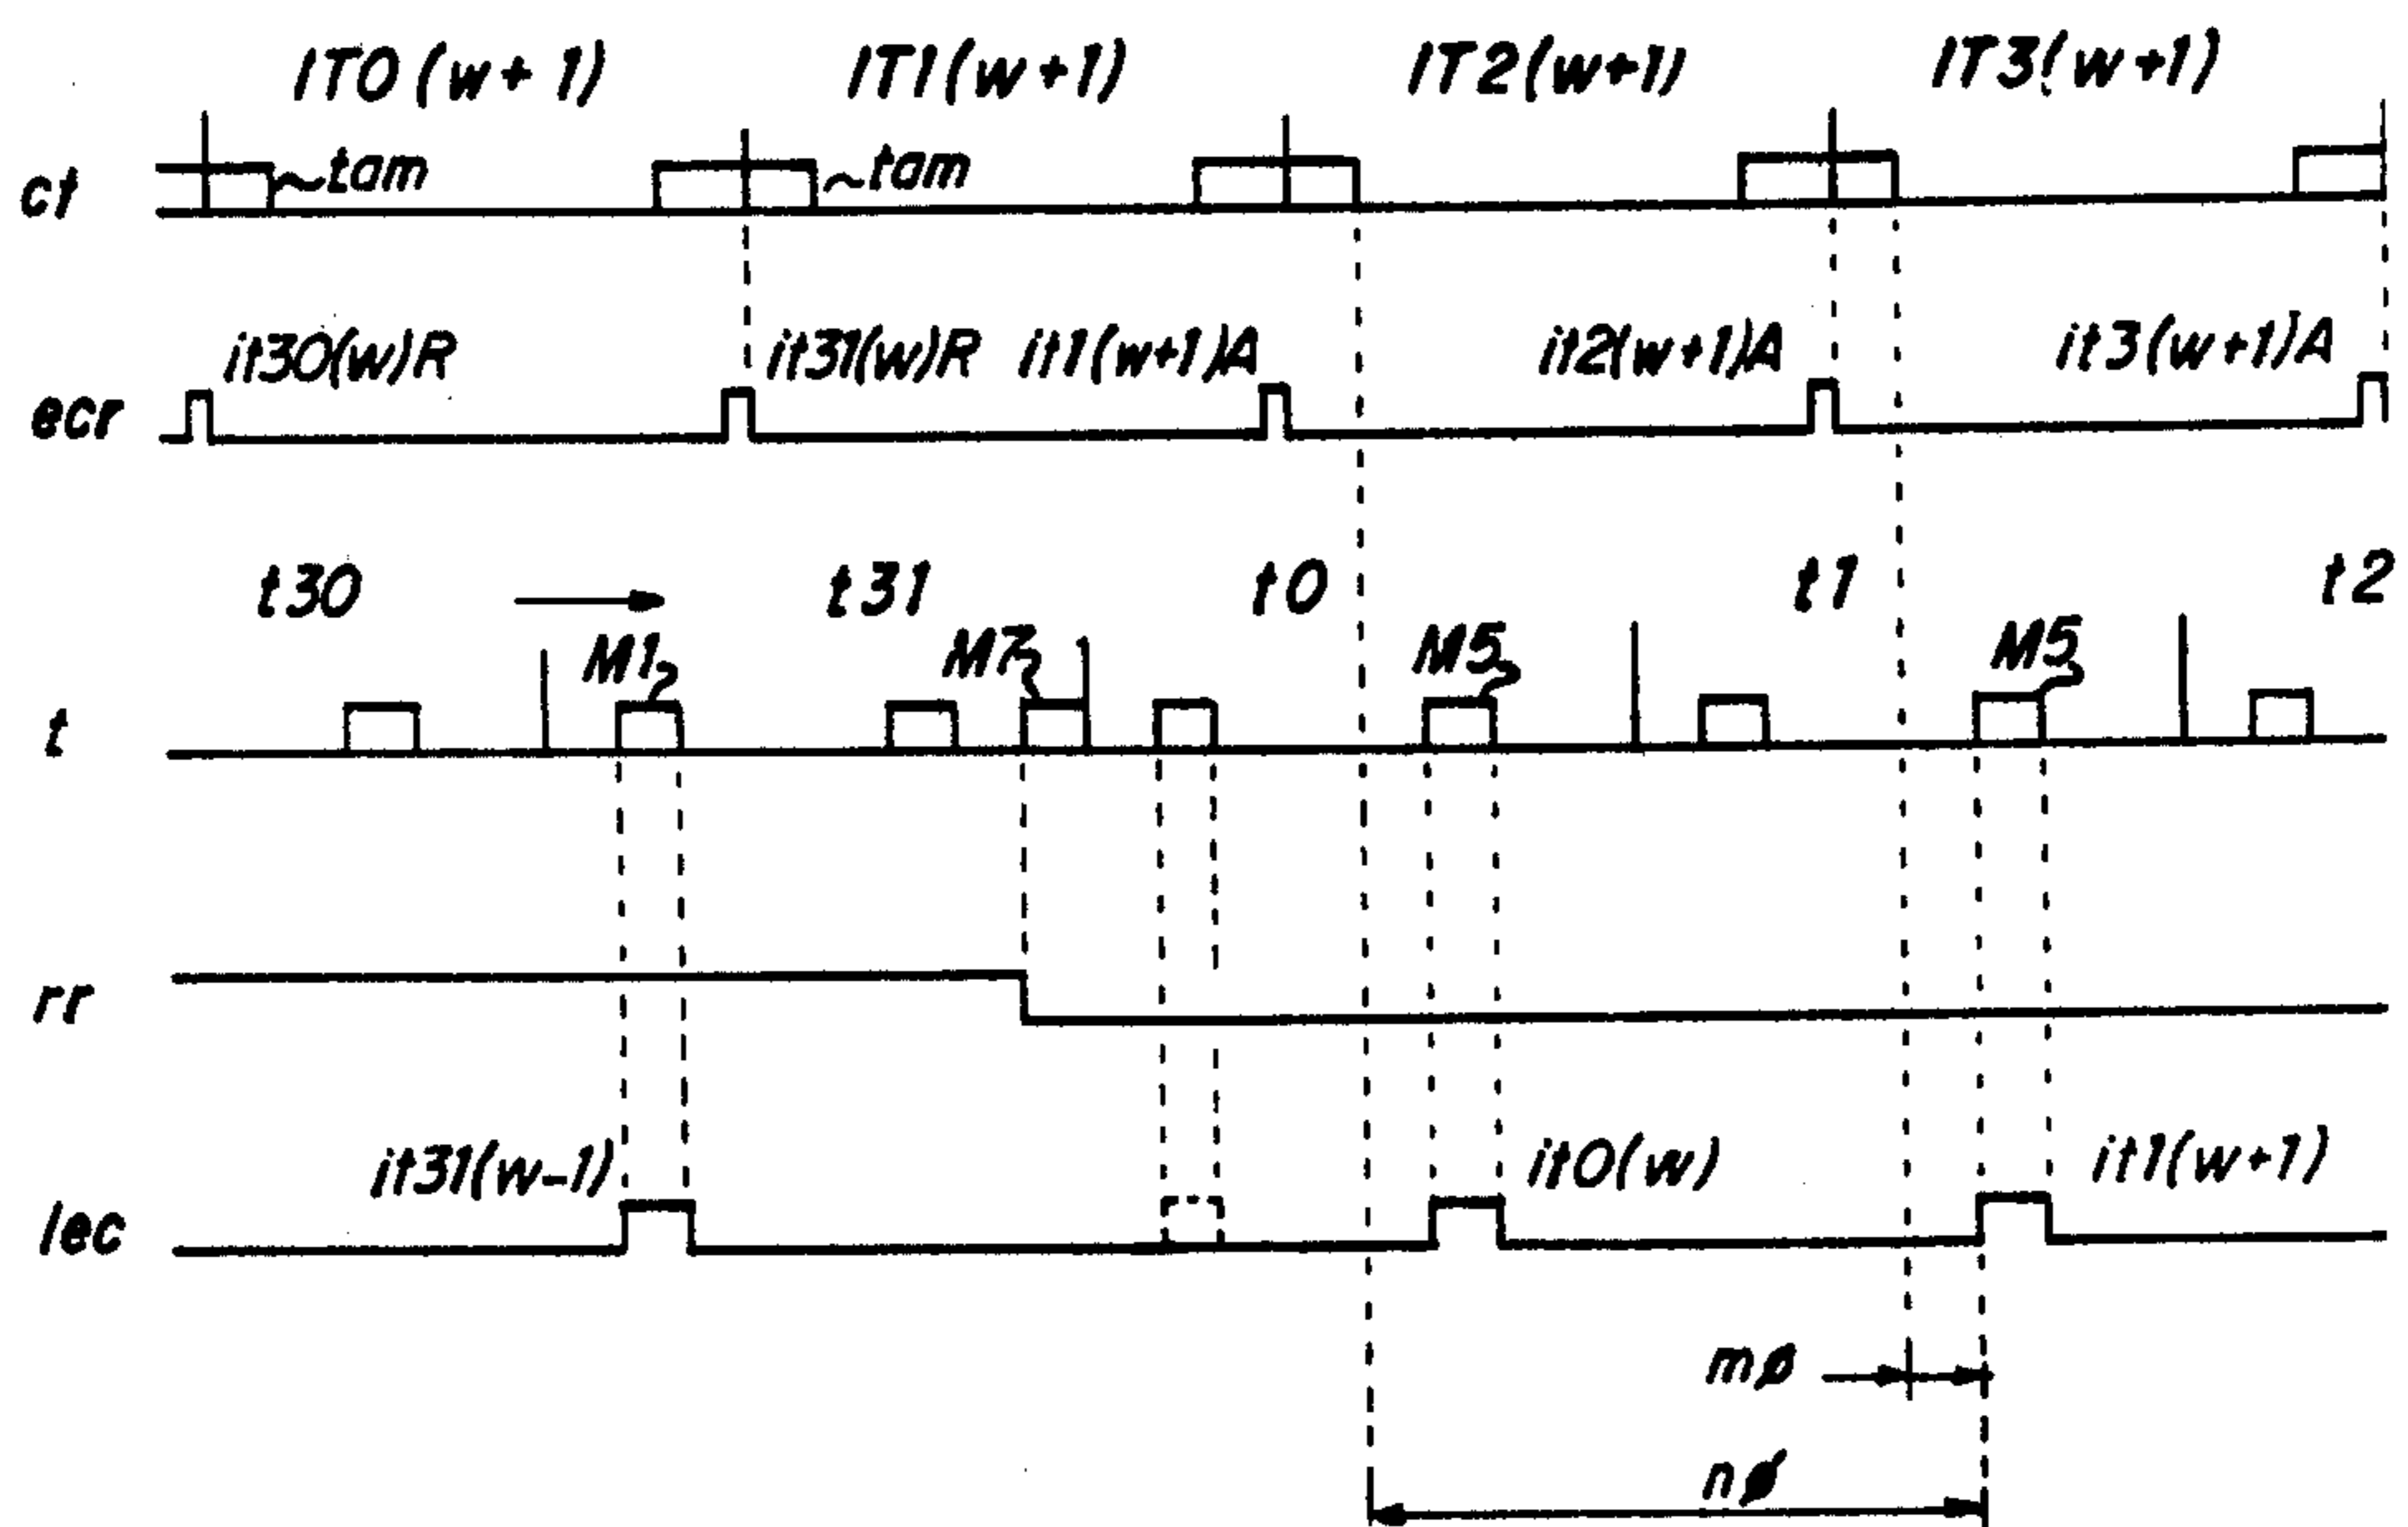 IT0(w+1) IT1(w+1) IT2(w+1) IT3(w+1)
ct ~tam ~tam
it30(w)R it31(w)R it1(w+1)A it2(w+1)A it3(w+1)A
ecr
t30 t31 t0 t1 t2
M1 M7 M5 M5
t
rr
it31(w-1) it0(w) it1(w+1)
lec
mø
nø